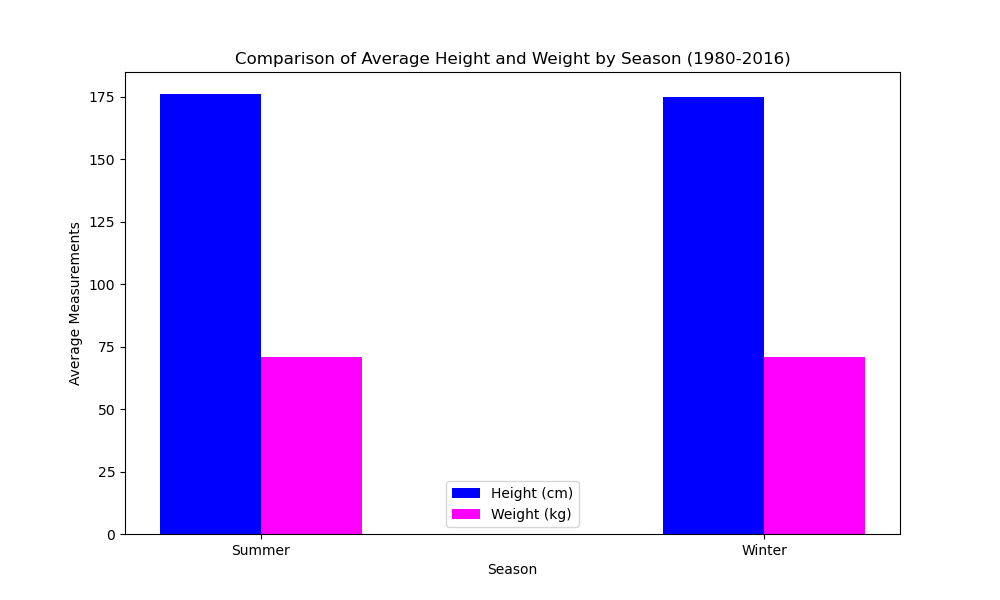 Comparison of Average Height and Weight by Season (1980-2016)
Average Measurements
175
150
125
100
75
50
25
0
Height (cm)
Weight (kg)
Summer
Winter
Season